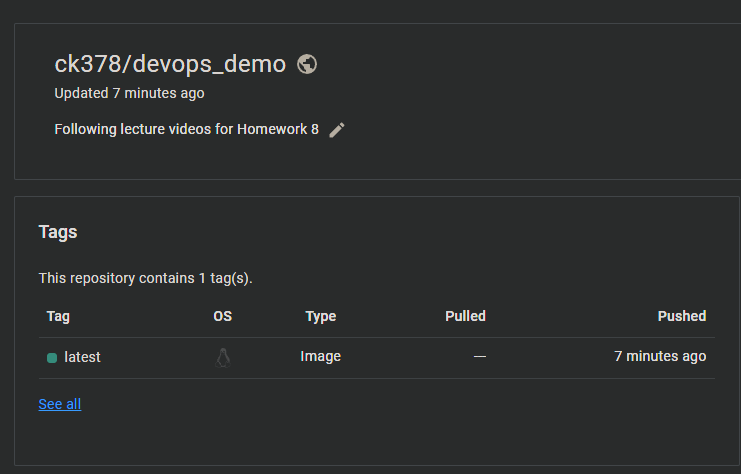 ck378/devops_demo
Updated 7 minutes ago
Following lecture videos for Homework 8
Tags
This repository contains 1 tag(s).
Tag OS Type Pulled Pushed
latest Image — 7 minutes ago
See all